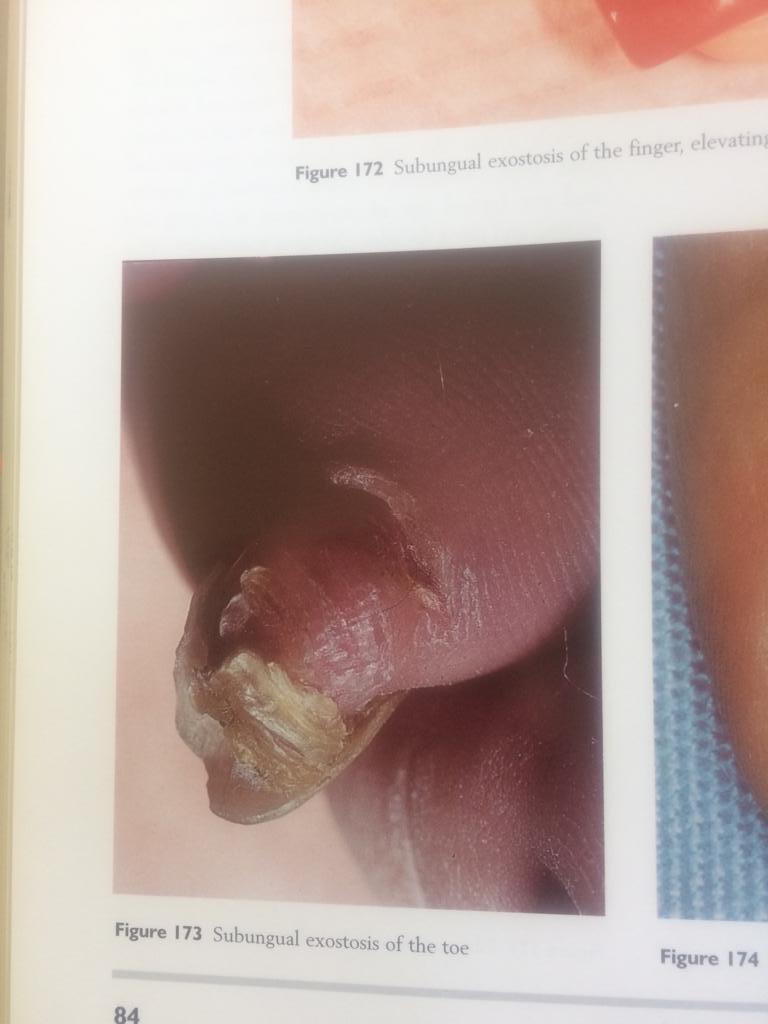 Figure 172 Subungual exostosis of the finger, elevating
Figure 173 Subungual exostosis of the toe
Figure 174
84